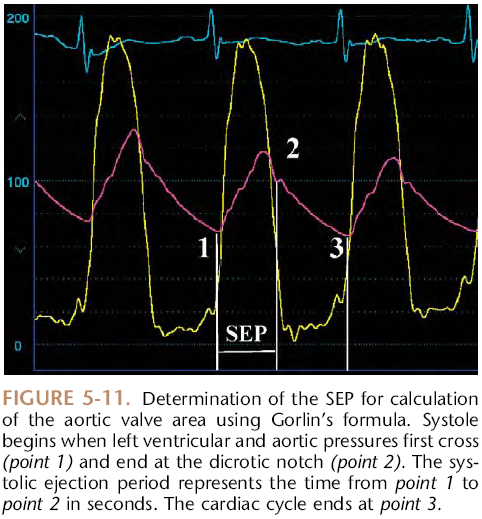 200
100
0
1
2
3
SEP
FIGURE 5-11. Determination of the SEP for calculation
of the aortic valve area using Gorlin's formula. Systole
begins when left ventricular and aortic pressures first cross
(point 1) and end at the dicrotic notch (point 2). The sys-
tolic ejection period represents the time from point 1 to
point 2 in seconds. The cardiac cycle ends at point 3.